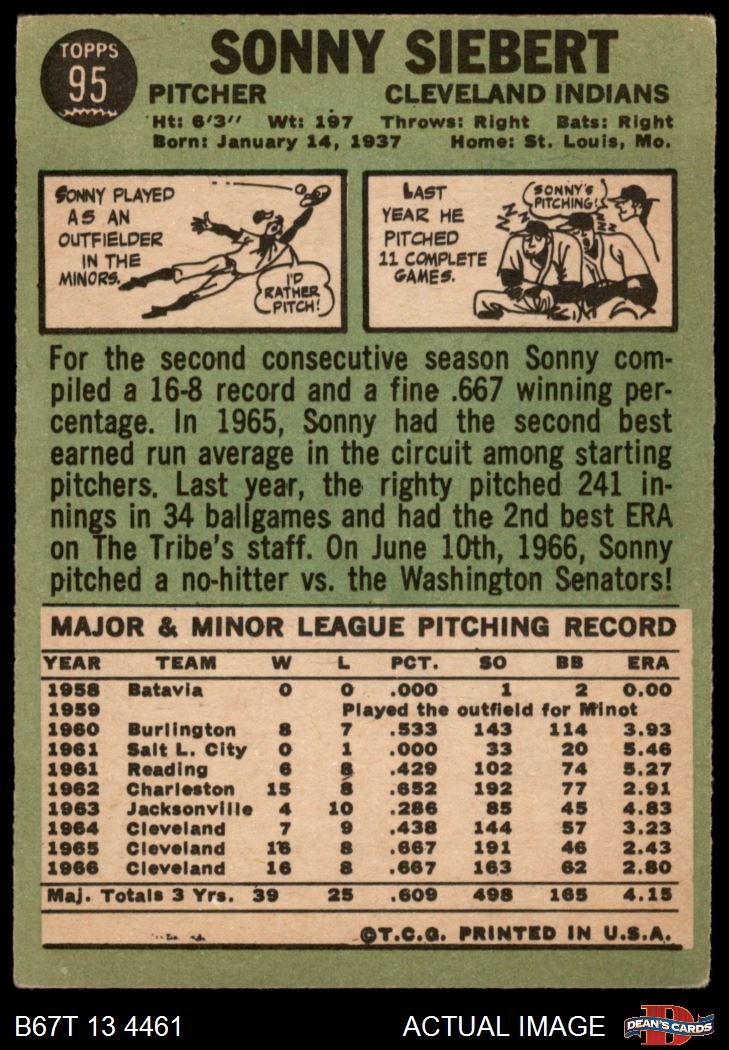 TOPPS
95
SONNY SIEBERT
PITCHER CLEVELAND INDIANS
Ht: 6'3" Wt: 197 Throws: Right Bats: Right
Born: January 14, 1937 Home: St. Louis, Mo.
SONNY PLAYED
AS AN
OUTFIELDER
IN THE
MINORS.
I'D
RATHER
PITCH!
LAST
YEAR HE
PITCHED
11 COMPLETE
GAMES.
SONNY'S
PITCHING!
Z Z Z Z Z Z
For the second consecutive season Sonny com-
piled a 16-8 record and a fine .667 winning per-
centage. In 1965, Sonny had the second best
earned run average in the circuit among starting
pitchers. Last year, the righty pitched 241 in-
nings in 34 ballgames and had the 2nd best ERA
on The Tribe's staff. On June 10th, 1966, Sonny
pitched a no-hitter vs. the Washington Senators!
MAJOR & MINOR LEAGUE PITCHING RECORD
YEAR TEAM W L PCT. SO BB ERA
1958 Batavia 0 0 .000 1 2 0.00
1959 Played the outfield for Minot
1960 Burlington 8 7 .533 143 114 3.93
1961 Salt L. City 0 1 .000 33 20 5.46
1961 Reading 6 8 .429 102 74 5.27
1962 Charleston 15 8 .652 192 77 2.91
1963 Jacksonville 4 10 .286 85 45 4.83
1964 Cleveland 7 9 .438 144 57 3.23
1965 Cleveland 16 8 .667 191 46 2.43
1966 Cleveland 16 8 .667 163 62 2.80
Maj. Totals 3 Yrs. 39 25 .609 498 165 4.15
©T.C.G. PRINTED IN U.S.A.
B67T 13 4461 ACTUAL IMAGE
D
DEAN'S CARDS